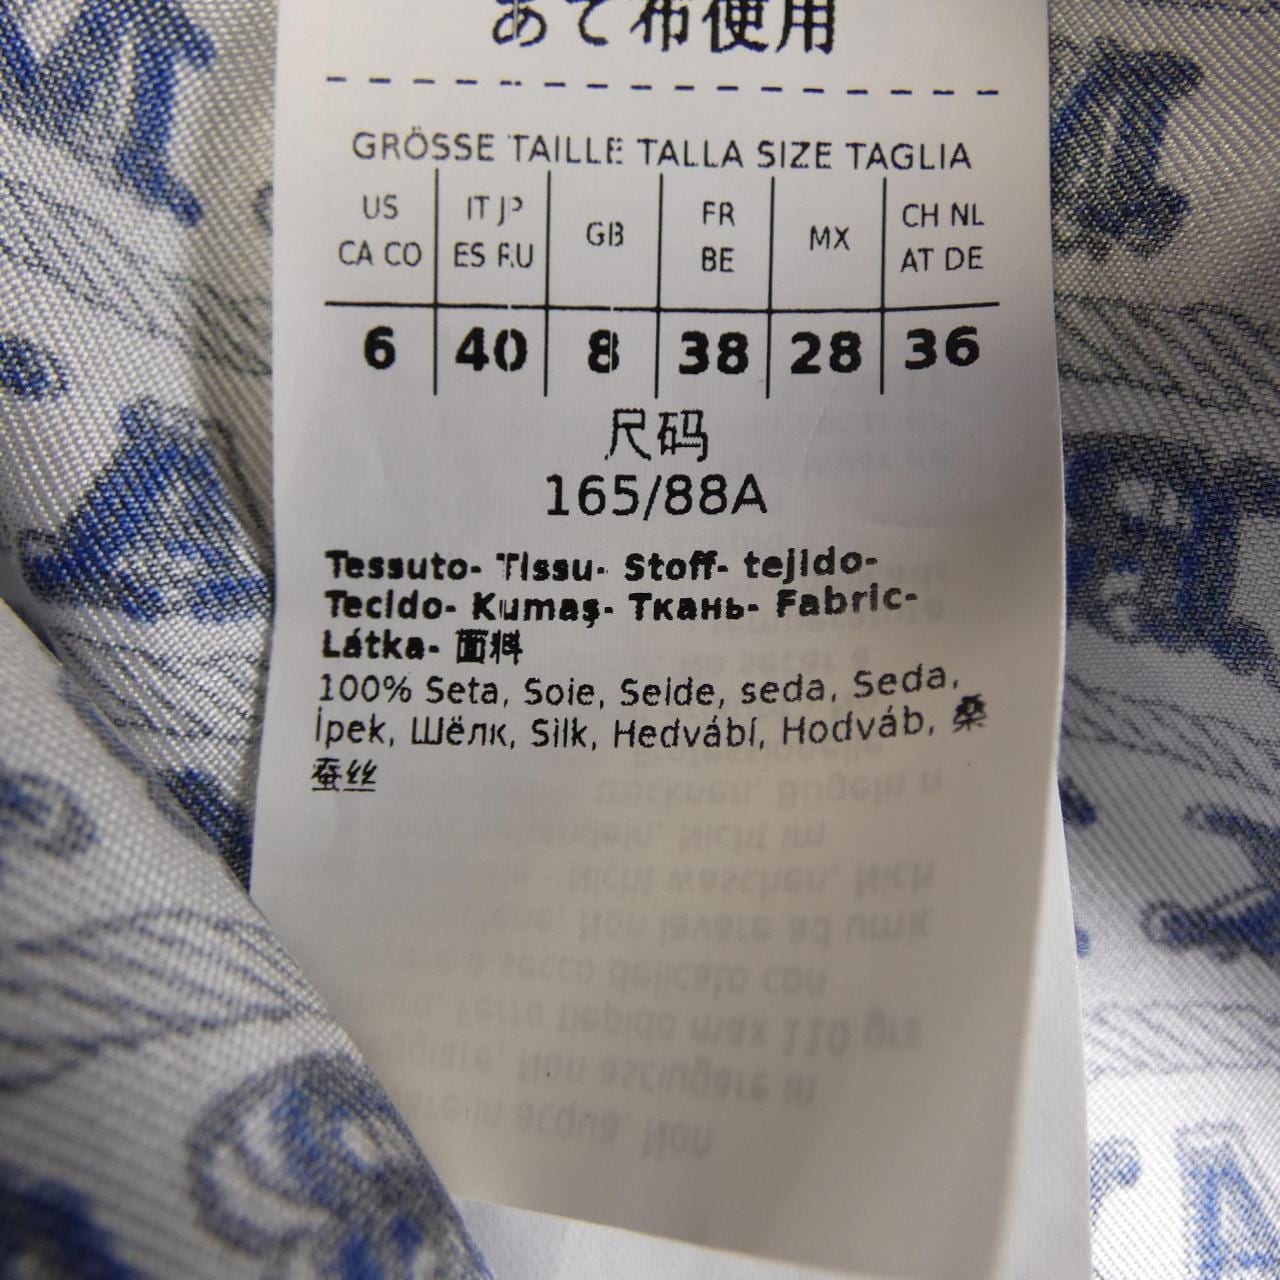 あて布使用
GRÖSSE TAILLE TALLA SIZE TAGLIA
US CA CO | IT JP ES RU | GB | FR BE | MX | CH NL AT DE
6 | 40 | 8 | 38 | 28 | 36
尺码
165/88A
Tessuto- Tissu- Stoff- tejido-
Tecido- Kumaş- Ткань- Fabric-
Látka- 面料
100% Seta, Soie, Seide, seda, Seda,
İpek, Шёлк, Silk, Hedvábí, Hodváb, 桑
蚕丝